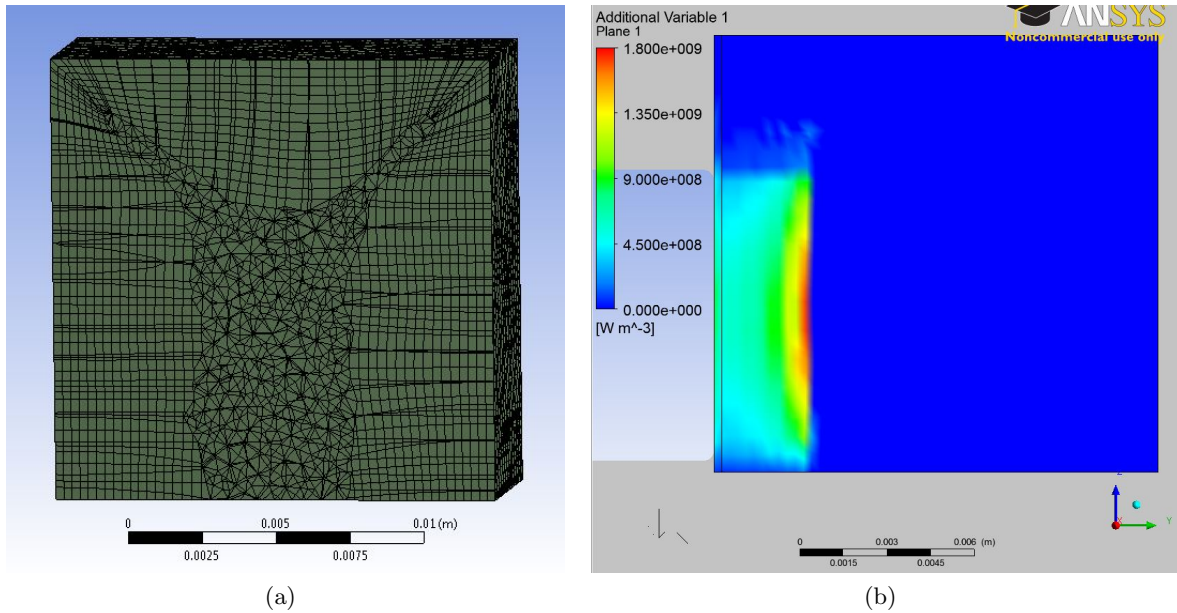 0
0.005
0.01 (m)
0.0025
0.0075
(a)
Additional Variable 1
Plane 1
ANSYS
Noncommercial use only
1.800e+009
1.350e+009
9.000e+008
4.500e+008
0.000e+000
[W m^-3]
Z
X
Y
0
0.003
0.006
(m)
0.0015
0.0045
(b)